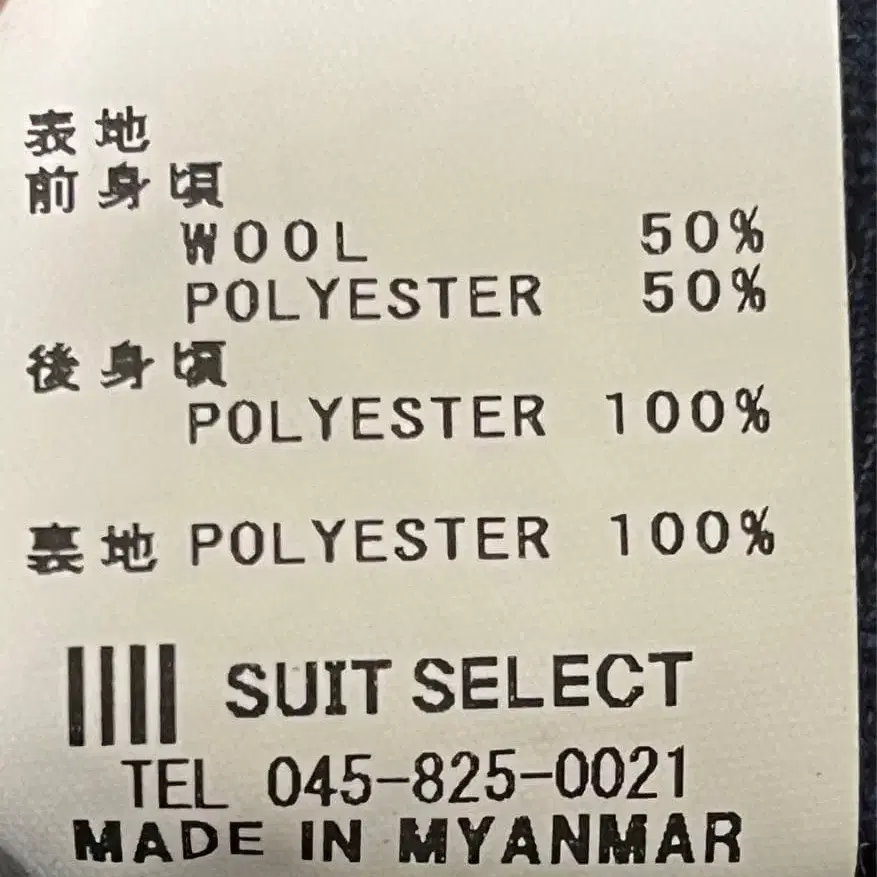 表地
前身頃
WOOL 50%
POLYESTER 50%
後身頃
POLYESTER 100%
裏地 POLYESTER 100%
SUIT SELECT
TEL 045-825-0021
MADE IN MYANMAR